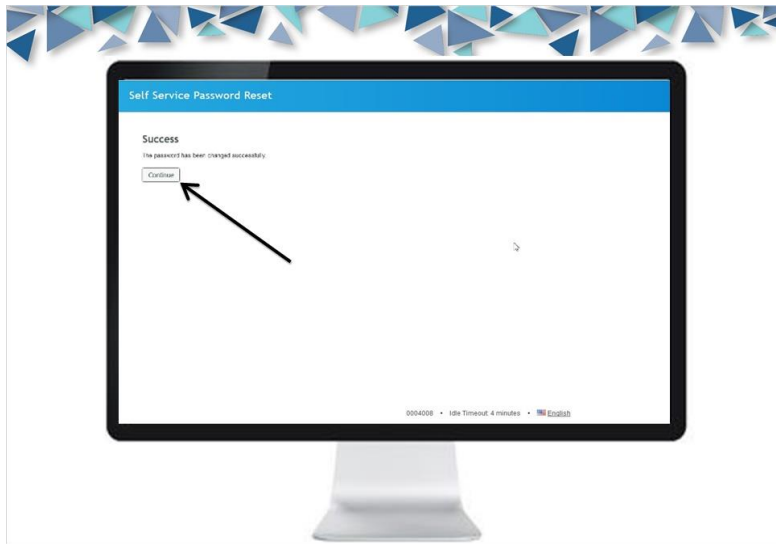 Self Service Password Reset
Success
The password has been changed successfully.
Continue
0004008 • Idle Timeout: 4 minutes • English